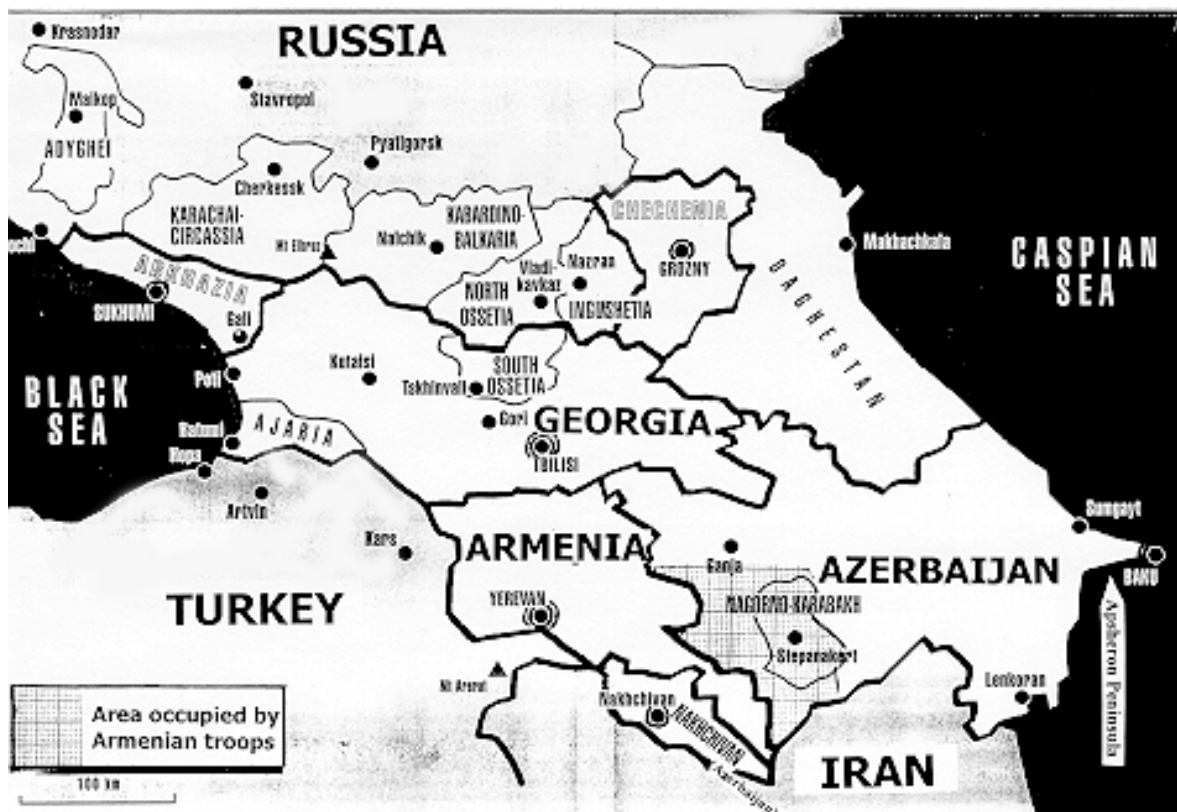 Krasnodar
RUSSIA
Maikop
Stavropol
ADYGHEI
Pyatigorsk
Cherkessk
CHECHENIA
KARACHAI-
CIRCASSIA
KABARDINO-
BALKARIA
Mt Elbruz
Nalchik
Makhachkala
CASPIAN
SEA
ochi
ABKHAZIA
Vladi-
kavkaz
Nazran
GROZNY
SUKHUMI
NORTH
OSSETIA
INGUSHETIA
DAGHESTAN
Gali
Kutaisi
SOUTH
OSSETIA
Poti
Tskhinvali
BLACK
SEA
AJARIA
Gori
GEORGIA
Batumi
TBILISI
Hopa
Artvin
Sumgayt
Kars
ARMENIA
Ganja
AZERBAIJAN
BAKU
TURKEY
YEREVAN
NAGORNO-KARABAKH
Stepanakert
Apsheron Peninsula
Mt Ararat
Nakhchivan
NAKHCHIVAN
(Azerbaijan)
Lenkoran
Area occupied by
Armenian troops
IRAN
100 km